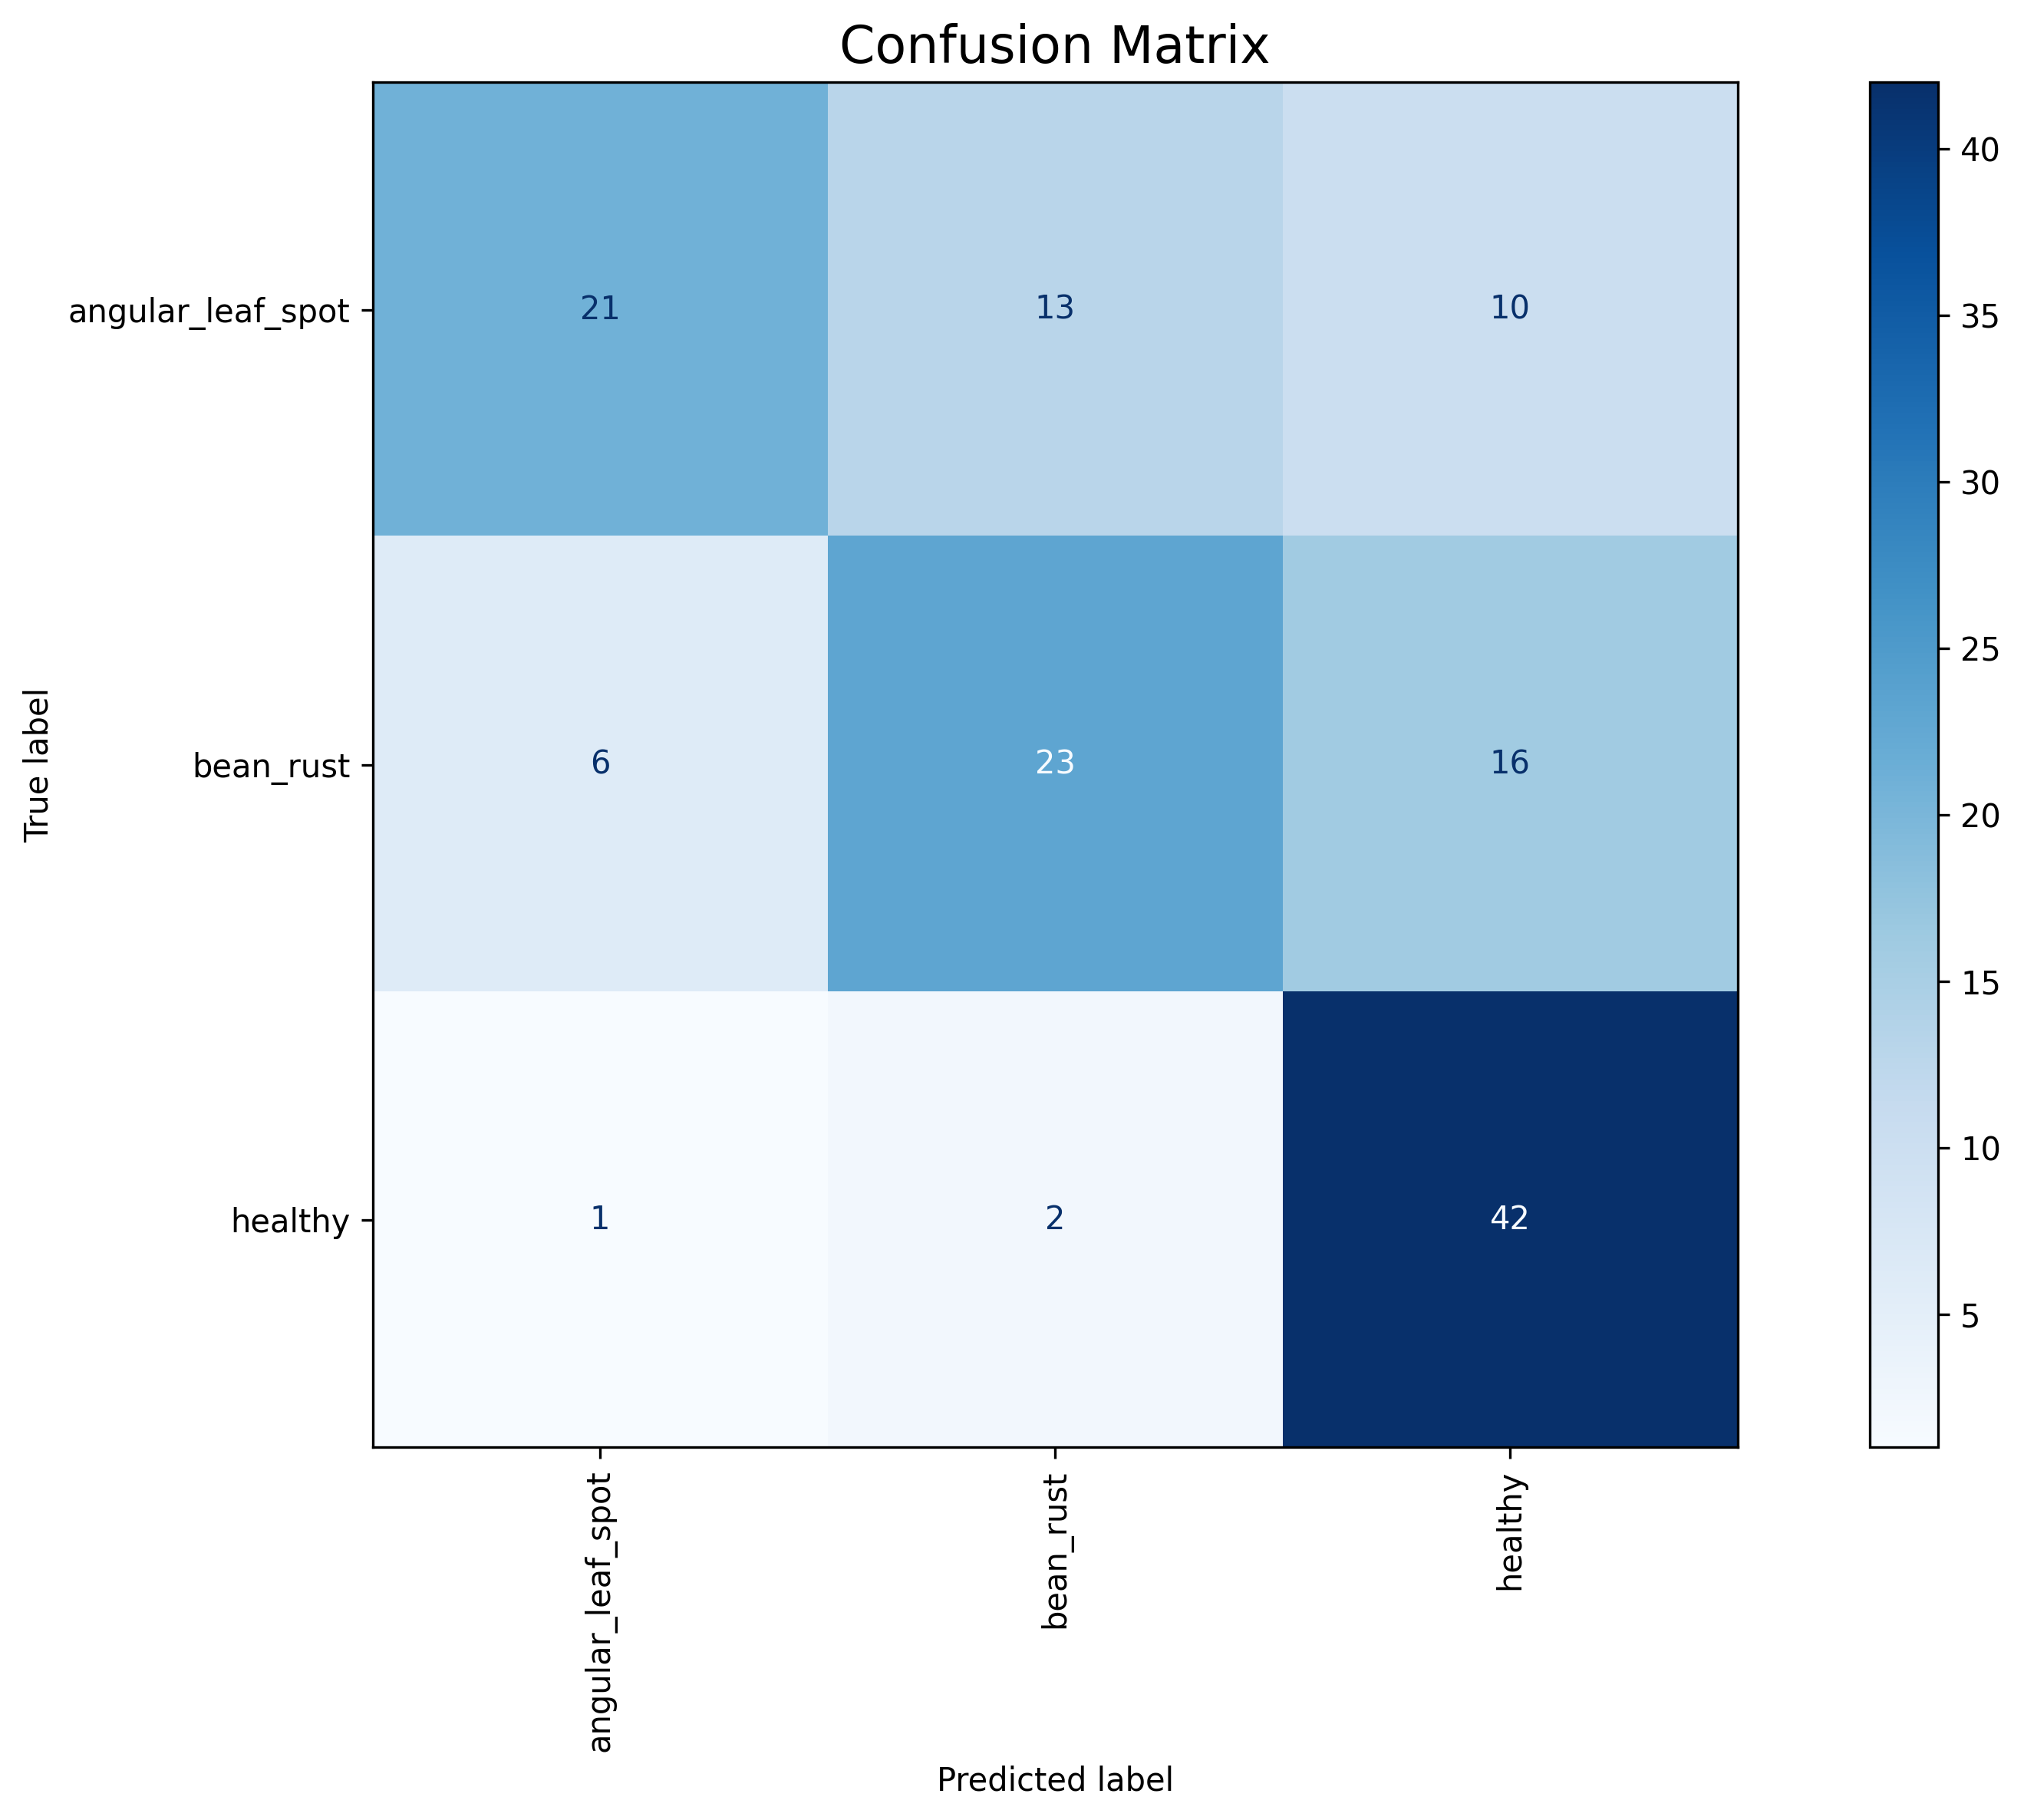 Confusion Matrix
True label
angular_leaf_spot
21 13 10
bean_rust
6 23 16
healthy
1 2 42
angular_leaf_spot
bean_rust
healthy
Predicted label
40
35
30
25
20
15
10
5